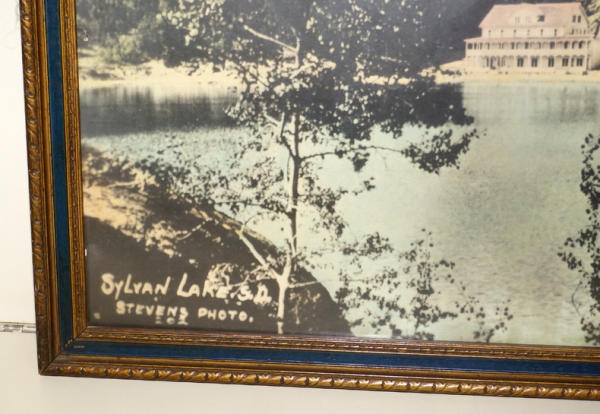 SYLVAN LAKE, S.D.
STEVENS PHOTO.